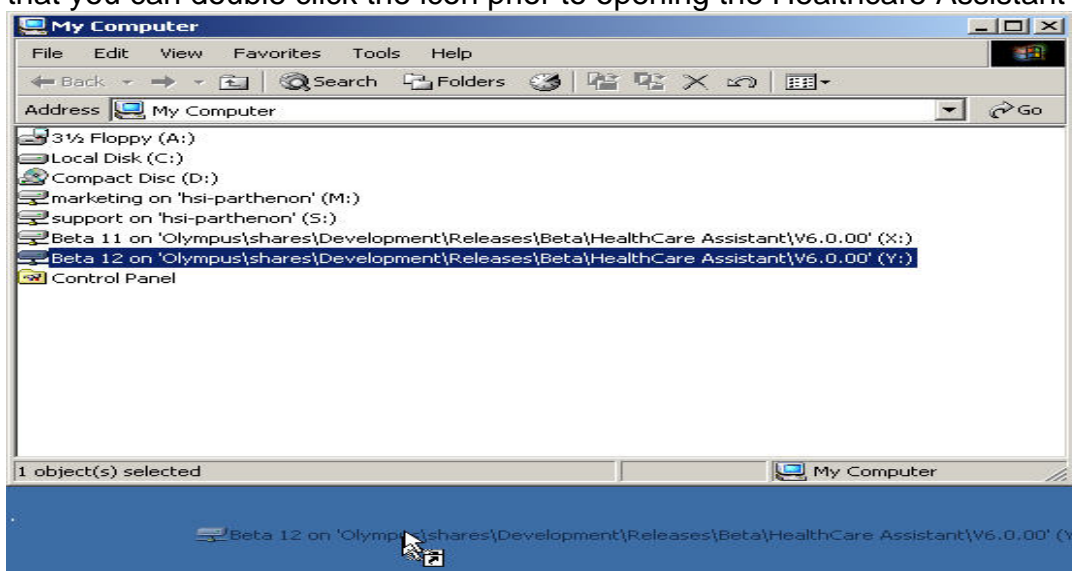 that you can double click the icon prior to opening the Healthcare Assistant
My Computer
File Edit View Favorites Tools Help
Back Search Folders
Address My Computer Go
3½ Floppy (A:)
Local Disk (C:)
Compact Disc (D:)
marketing on 'hsi-parthenon' (M:)
support on 'hsi-parthenon' (S:)
Beta 11 on 'Olympus\shares\Development\Releases\Beta\HealthCare Assistant\V6.0.00' (X:)
Beta 12 on 'Olympus\shares\Development\Releases\Beta\HealthCare Assistant\V6.0.00' (Y:)
Control Panel
1 object(s) selected My Computer
Beta 12 on 'Olympus\shares\Development\Releases\Beta\HealthCare Assistant\V6.0.00' (Y